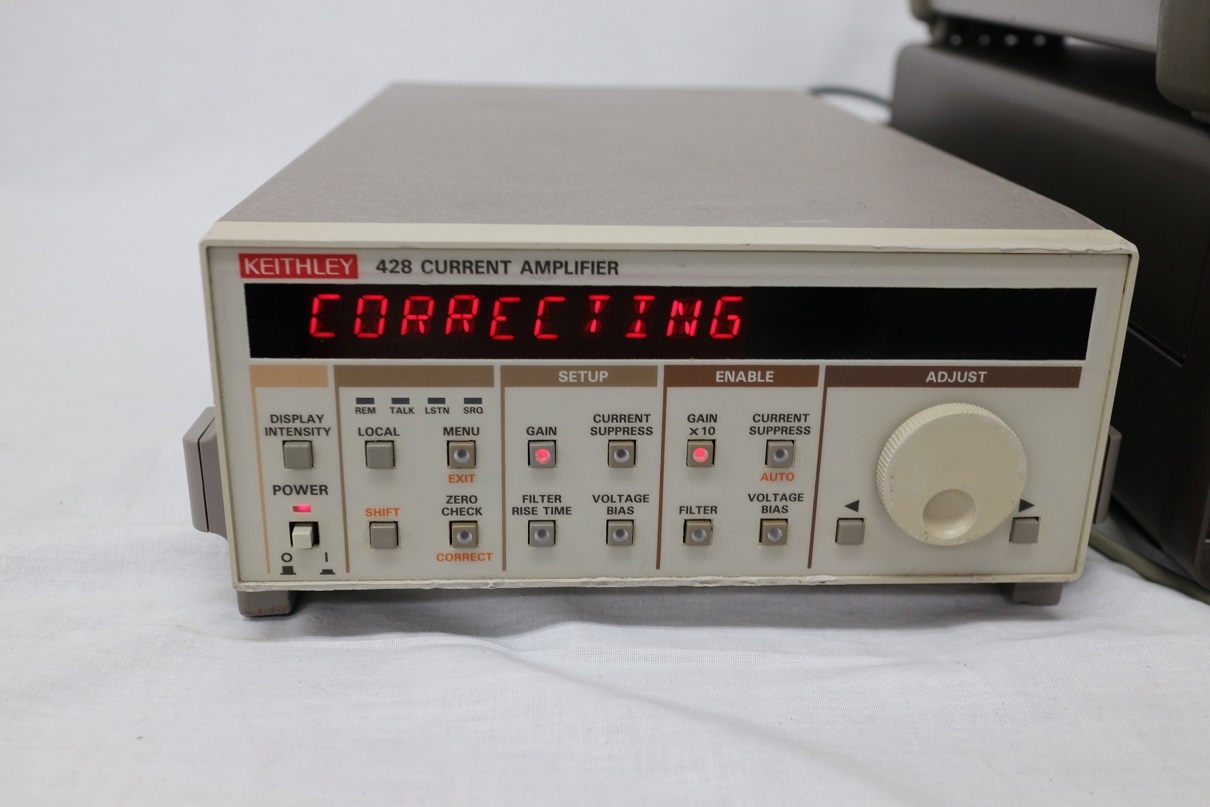 KEITHLEY 428 CURRENT AMPLIFIER
CORRECTING
SETUP ENABLE ADJUST
REM TALK LSTN SRQ
DISPLAY INTENSITY
LOCAL
MENU
EXIT
GAIN
CURRENT SUPPRESS
GAIN x10
CURRENT SUPPRESS
AUTO
POWER
O I
SHIFT
ZERO CHECK
CORRECT
FILTER RISE TIME
VOLTAGE BIAS
FILTER
VOLTAGE BIAS